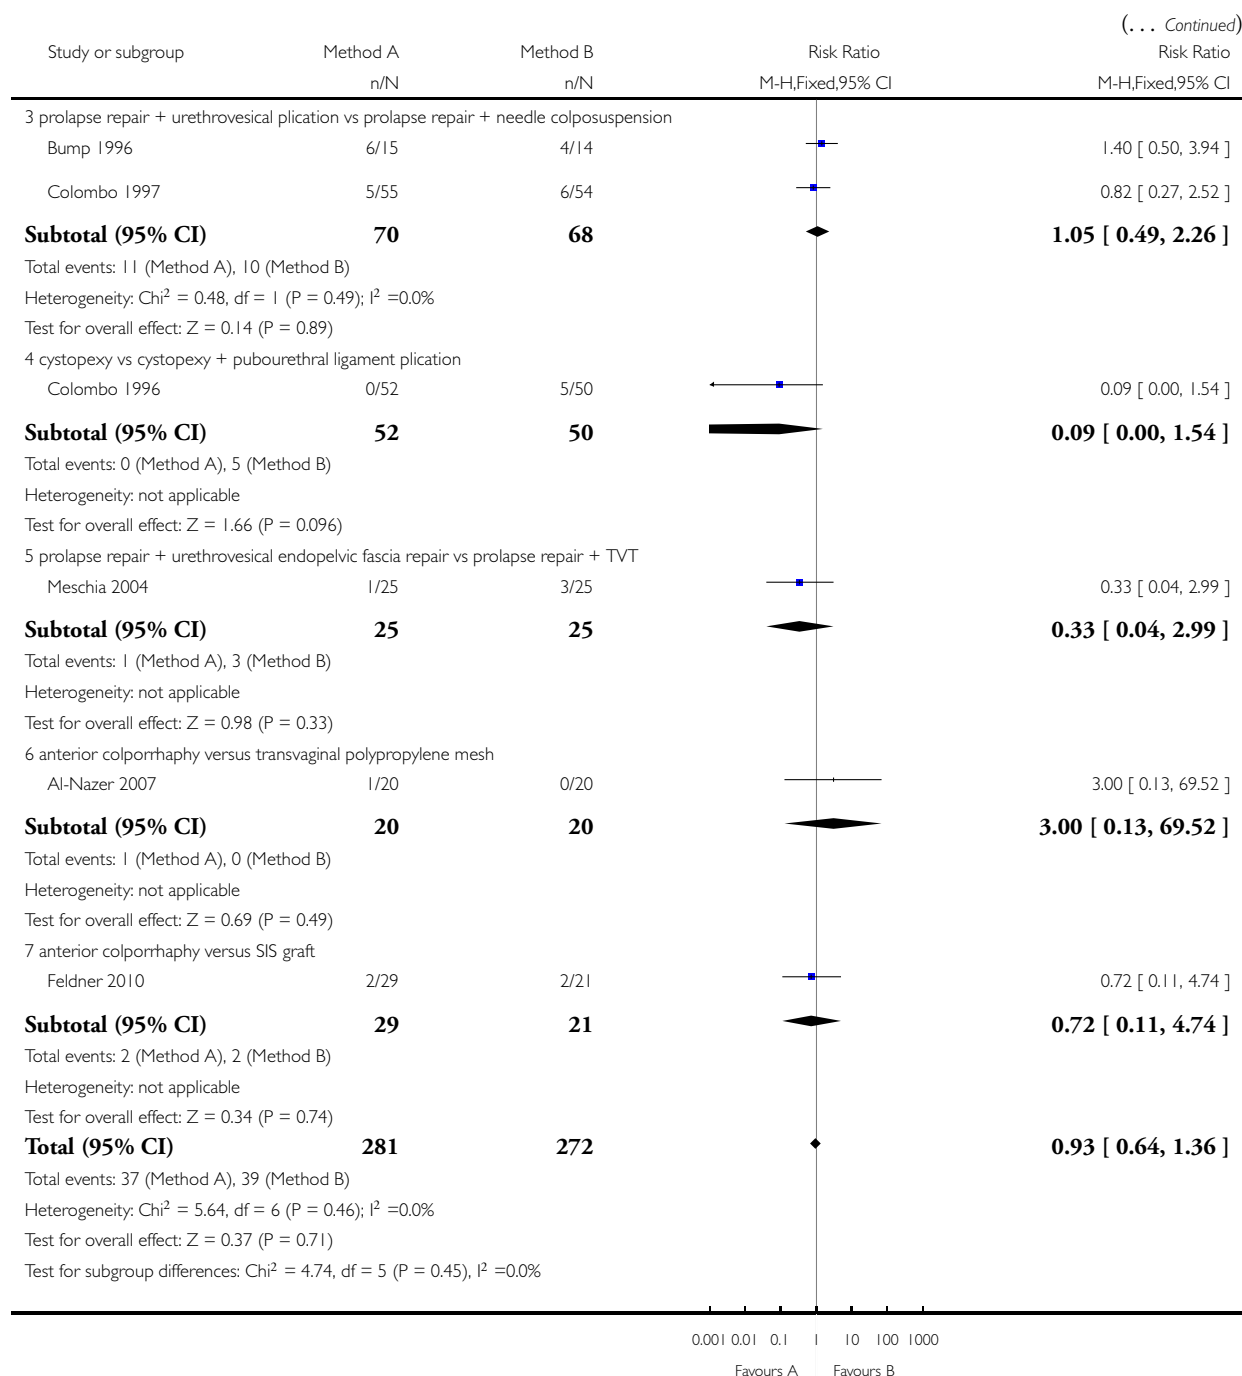 (... Continued)
Study or subgroup Method A Method B Risk Ratio Risk Ratio
n/N n/N M-H,Fixed,95% CI M-H,Fixed,95% CI
3 prolapse repair + urethrovesical plication vs prolapse repair + needle colposuspension
Bump 1996 6/15 4/14 1.40 [ 0.50, 3.94 ]
Colombo 1997 5/55 6/54 0.82 [ 0.27, 2.52 ]
Subtotal (95% CI) 70 68 1.05 [ 0.49, 2.26 ]
Total events: 11 (Method A), 10 (Method B)
Heterogeneity: Chi² = 0.48, df = 1 (P = 0.49); I² =0.0%
Test for overall effect: Z = 0.14 (P = 0.89)
4 cystopexy vs cystopexy + pubourethral ligament plication
Colombo 1996 0/52 5/50 0.09 [ 0.00, 1.54 ]
Subtotal (95% CI) 52 50 0.09 [ 0.00, 1.54 ]
Total events: 0 (Method A), 5 (Method B)
Heterogeneity: not applicable
Test for overall effect: Z = 1.66 (P = 0.096)
5 prolapse repair + urethrovesical endopelvic fascia repair vs prolapse repair + TVT
Meschia 2004 1/25 3/25 0.33 [ 0.04, 2.99 ]
Subtotal (95% CI) 25 25 0.33 [ 0.04, 2.99 ]
Total events: 1 (Method A), 3 (Method B)
Heterogeneity: not applicable
Test for overall effect: Z = 0.98 (P = 0.33)
6 anterior colporrhaphy versus transvaginal polypropylene mesh
Al-Nazer 2007 1/20 0/20 3.00 [ 0.13, 69.52 ]
Subtotal (95% CI) 20 20 3.00 [ 0.13, 69.52 ]
Total events: 1 (Method A), 0 (Method B)
Heterogeneity: not applicable
Test for overall effect: Z = 0.69 (P = 0.49)
7 anterior colporrhaphy versus SIS graft
Feldner 2010 2/29 2/21 0.72 [ 0.11, 4.74 ]
Subtotal (95% CI) 29 21 0.72 [ 0.11, 4.74 ]
Total events: 2 (Method A), 2 (Method B)
Heterogeneity: not applicable
Test for overall effect: Z = 0.34 (P = 0.74)
Total (95% CI) 281 272 0.93 [ 0.64, 1.36 ]
Total events: 37 (Method A), 39 (Method B)
Heterogeneity: Chi² = 5.64, df = 6 (P = 0.46); I² =0.0%
Test for overall effect: Z = 0.37 (P = 0.71)
Test for subgroup differences: Chi² = 4.74, df = 5 (P = 0.45), I² =0.0%
0.001 0.01 0.1 1 10 100 1000
Favours A Favours B